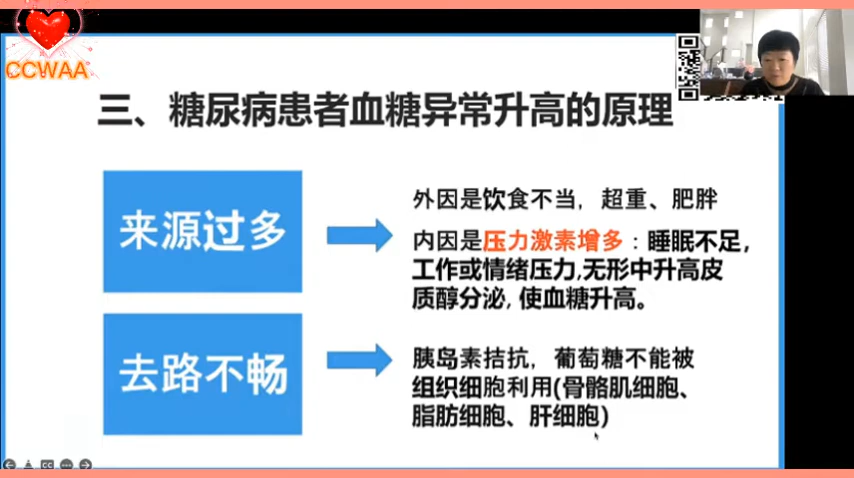 CCWAA
三、糖尿病患者血糖异常升高的原理
来源过多
外因是饮食不当，超重、肥胖
内因是压力激素增多：睡眠不足，
工作或情绪压力,无形中升高皮
质醇分泌, 使血糖升高。
去路不畅
胰岛素拮抗，葡萄糖不能被
组织细胞利用(骨骼肌细胞、
脂肪细胞、肝细胞)